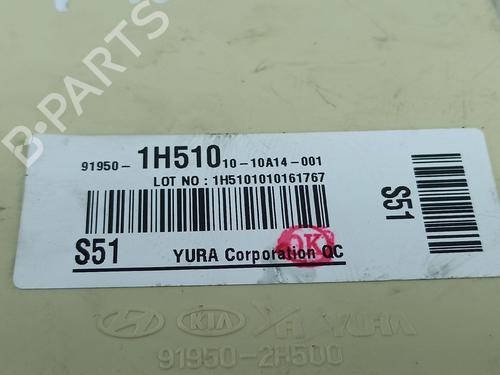 B-PARTS
91950- 1H510 10-10A14-001
LOT NO : 1H5101010161767
S51 YURA Corporation QC
OK
S51
KIA YURA
91950-2H500